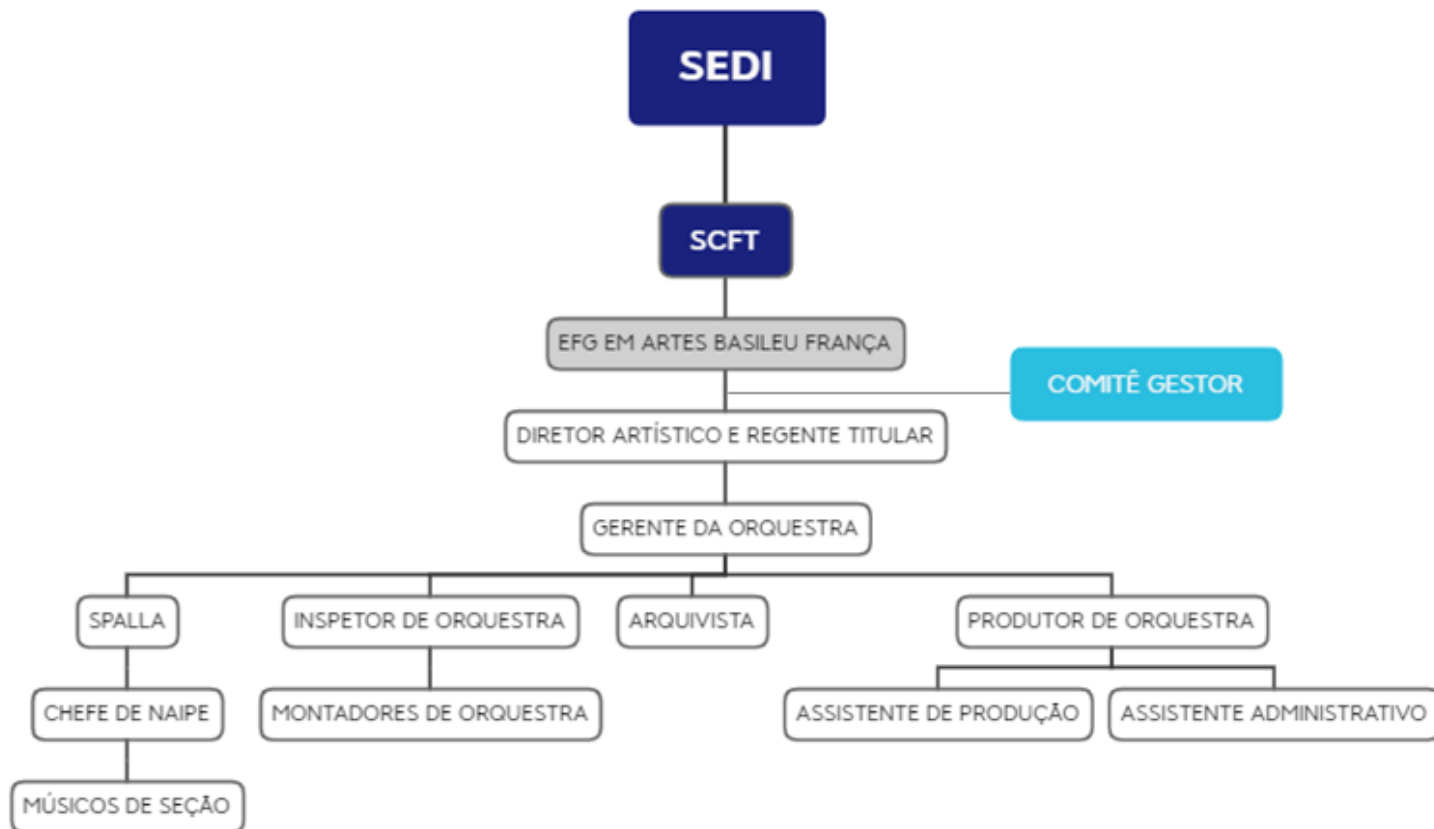 SEDI
SCFT
EFG EM ARTES BASILEU FRANÇA
COMITÊ GESTOR
DIRETOR ARTÍSTICO E REGENTE TITULAR
GERENTE DA ORQUESTRA
SPALLA
INSPETOR DE ORQUESTRA
ARQUIVISTA
PRODUTOR DE ORQUESTRA
CHEFE DE NAIPE
MONTADORES DE ORQUESTRA
ASSISTENTE DE PRODUÇÃO
ASSISTENTE ADMINISTRATIVO
MÚSICOS DE SEÇÃO